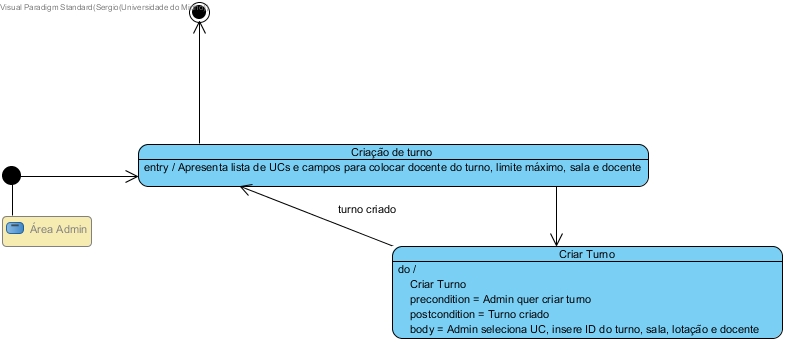 Visual Paradigm Standard(Sergio(Universidade do Minho
Criação de turno
entry / Apresenta lista de UCs e campos para colocar docente do turno, limite máximo, sala e docente
Área Admin
turno criado
Criar Turno
do /
Criar Turno
precondition = Admin quer criar turno
postcondition = Turno criado
body = Admin seleciona UC, insere ID do turno, sala, lotação e docente